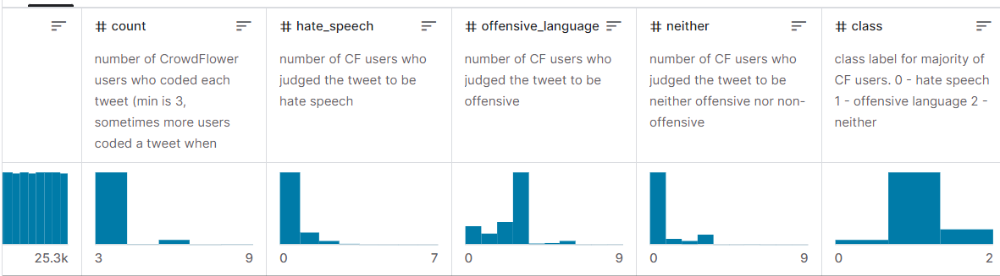 # count
number of CrowdFlower
users who coded each
tweet (min is 3,
sometimes more users
coded a tweet when
# hate_speech
number of CF users who
judged the tweet to be
hate speech
# offensive_language
number of CF users who
judged the tweet to be
offensive
# neither
number of CF users who
judged the tweet to be
neither offensive nor non-
offensive
# class
class label for majority of
CF users. 0 - hate speech
1 - offensive language 2 -
neither
25.3k
3 9
0 7
0 9
0 9
0 2